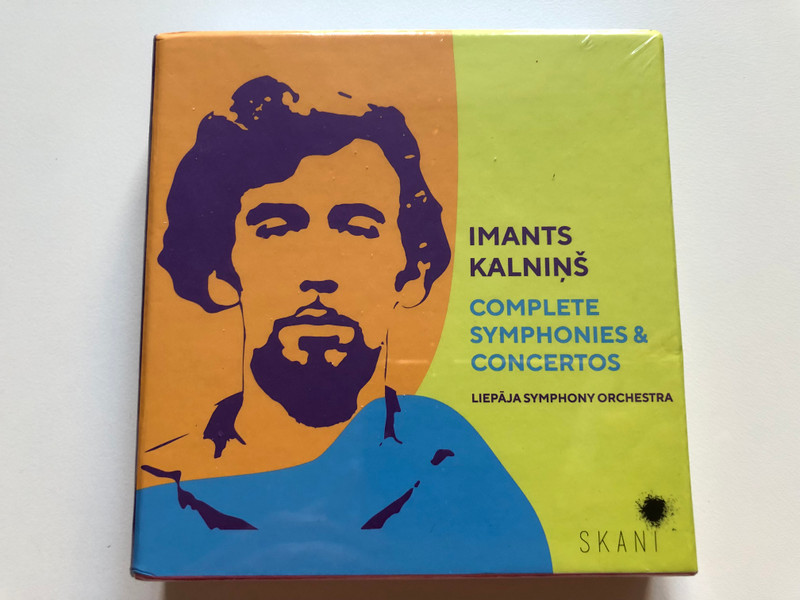 IMANTS
KALNIŅŠ
COMPLETE
SYMPHONIES &
CONCERTOS
LIEPĀJA SYMPHONY ORCHESTRA
SKANi